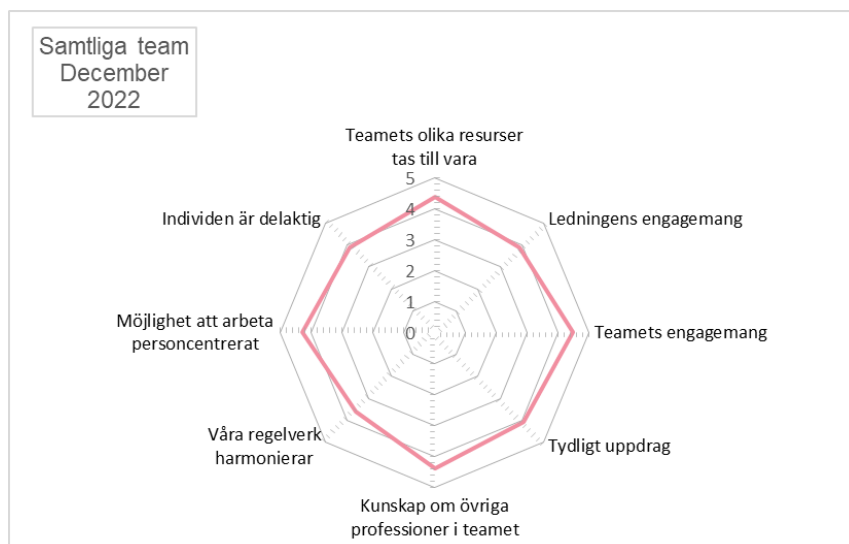 Samtliga team
December
2022
Teamets olika resurser
tas till vara
5
4
3
2
1
0
Individen är delaktig
Ledningens engagemang
Möjlighet att arbeta
personcentrerat
Teamets engagemang
Våra regelverk
harmonierar
Tydligt uppdrag
Kunskap om övriga
professioner i teamet